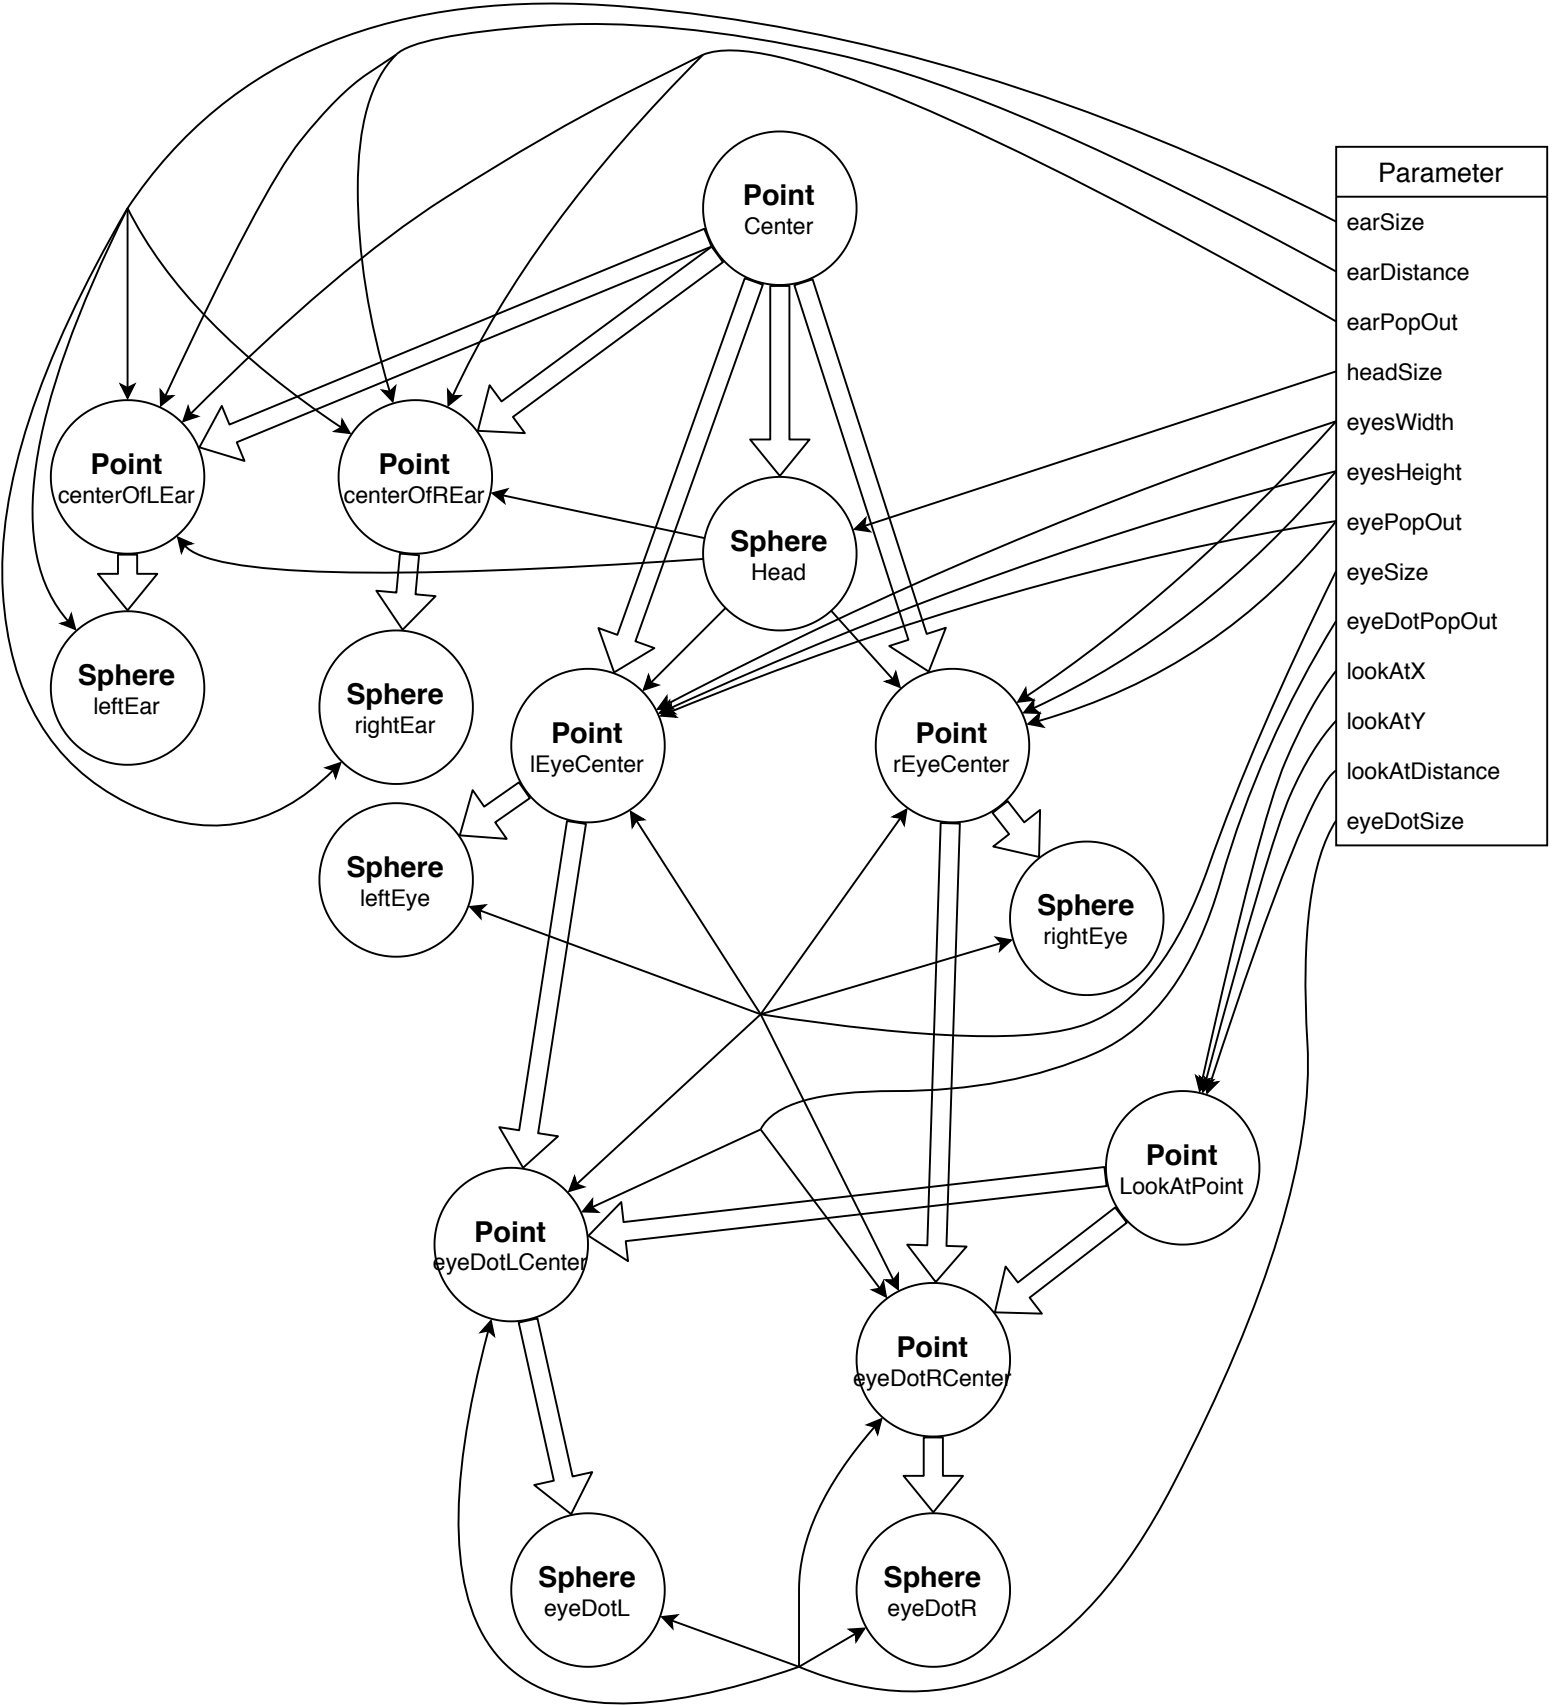 Point
Center
Parameter
earSize
earDistance
earPopOut
headSize
eyesWidth
eyesHeight
eyePopOut
eyeSize
eyeDotPopOut
lookAtX
lookAtY
lookAtDistance
eyeDotSize
Point
centerOfLEar
Point
centerOfREar
Sphere
Head
Sphere
leftEar
Sphere
rightEar
Point
lEyeCenter
Point
rEyeCenter
Sphere
leftEye
Sphere
rightEye
Point
LookAtPoint
Point
eyeDotLCenter
Point
eyeDotRCenter
Sphere
eyeDotL
Sphere
eyeDotR